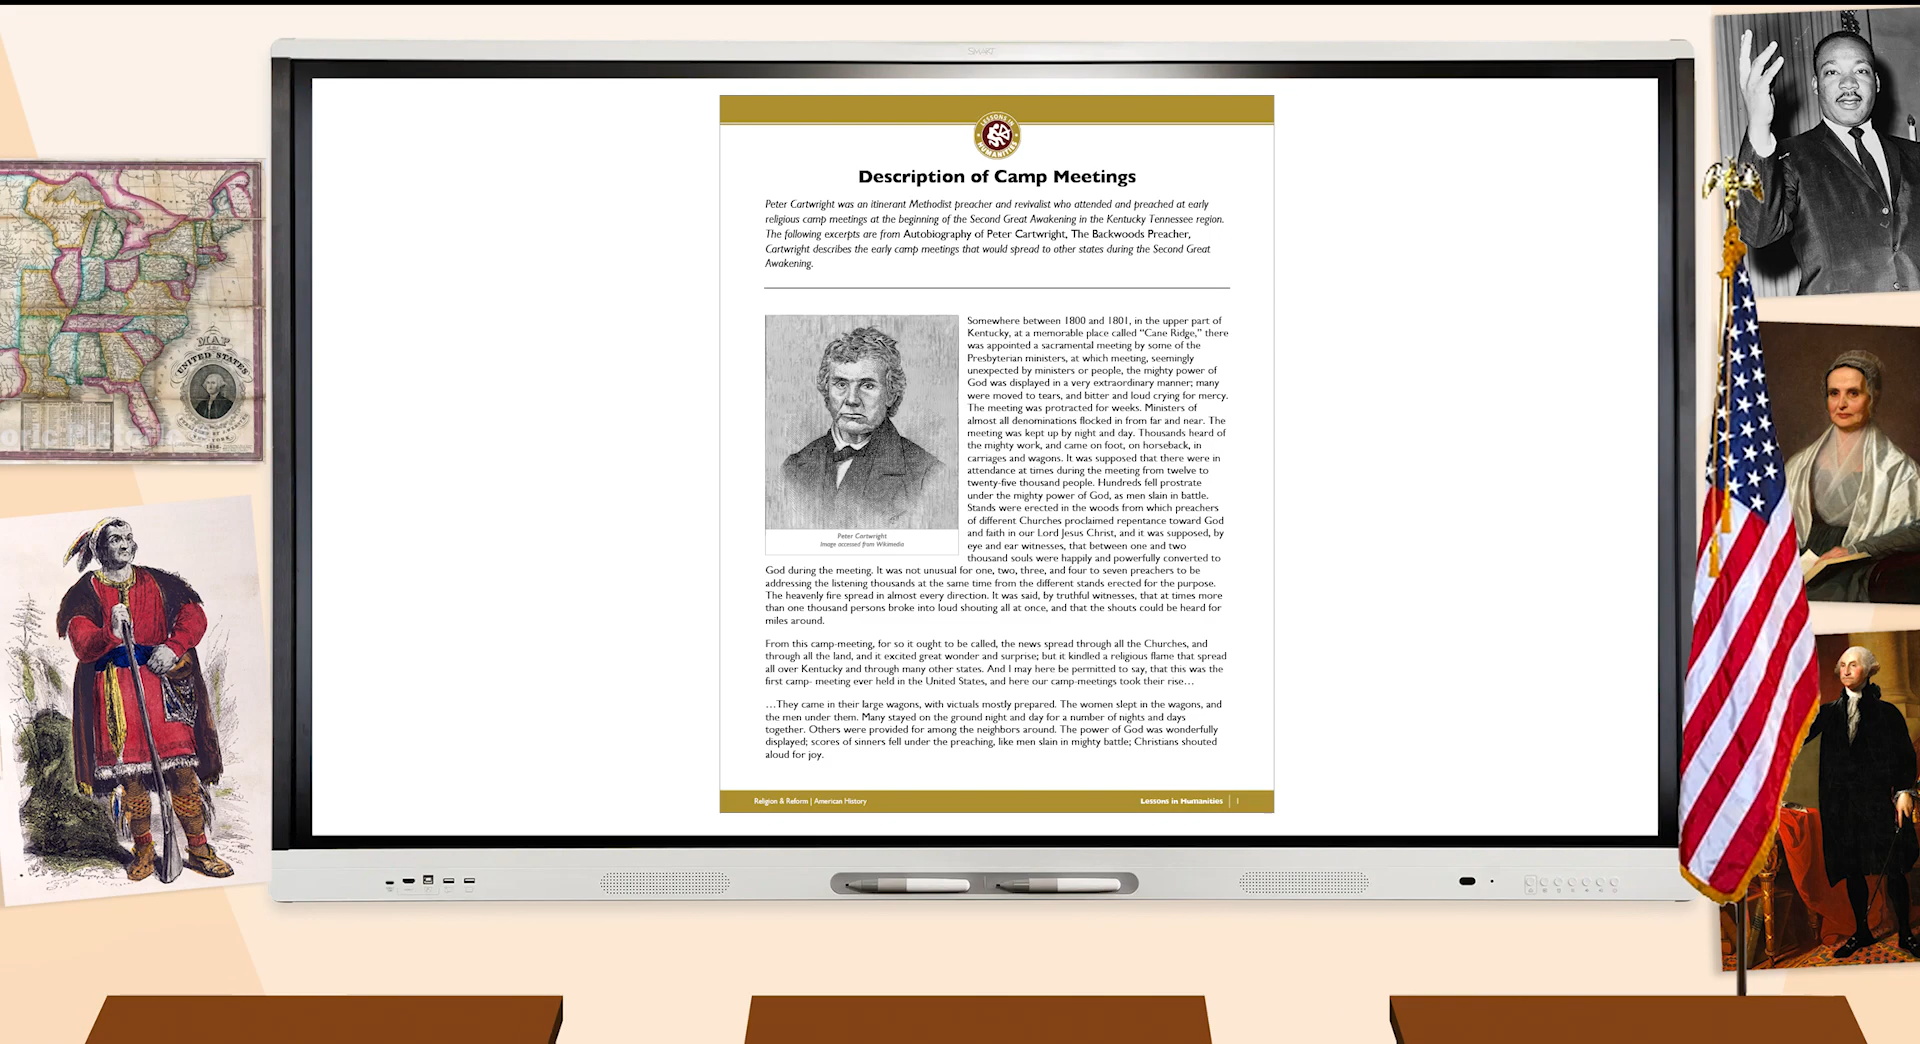 SMART
LESSONS IN
HUMANITIES
Description of Camp Meetings
Peter Cartwright was an itinerant Methodist preacher and revivalist who attended and preached at early
religious camp meetings at the beginning of the Second Great Awakening in the Kentucky Tennessee region.
The following excerpts are from Autobiography of Peter Cartwright, The Backwoods Preacher,
Cartwright describes the early camp meetings that would spread to other states during the Second Great
Awakening.
Somewhere between 1800 and 1801, in the upper part of
Kentucky, at a memorable place called “Cane Ridge,” there
was appointed a sacramental meeting by some of the
Presbyterian ministers, at which meeting, seemingly
unexpected by ministers or people, the mighty power of
God was displayed in a very extraordinary manner; many
were moved to tears, and bitter and loud crying for mercy.
The meeting was protracted for weeks. Ministers of
almost all denominations flocked in from far and near. The
meeting was kept up by night and day. Thousands heard of
the mighty work, and came on foot, on horseback, in
carriages and wagons. It was supposed that there were in
attendance at times during the meeting from twelve to
twenty-five thousand people. Hundreds fell prostrate
under the mighty power of God, as men slain in battle.
Stands were erected in the woods from which preachers
of different Churches proclaimed repentance toward God
and faith in our Lord Jesus Christ, and it was supposed, by
eye and ear witnesses, that between one and two
thousand souls were happily and powerfully converted to
God during the meeting. It was not unusual for one, two, three, and four to seven preachers to be
addressing the listening thousands at the same time from the different stands erected for the purpose.
The heavenly fire spread in almost every direction. It was said, by truthful witnesses, that at times more
than one thousand persons broke into loud shouting all at once, and that the shouts could be heard for
miles around.
Peter Cartwright
Image accessed from Wikimedia
From this camp-meeting, for so it ought to be called, the news spread through all the Churches, and
through all the land, and it excited great wonder and surprise; but it kindled a religious flame that spread
all over Kentucky and through many other states. And I may here be permitted to say, that this was the
first camp- meeting ever held in the United States, and here our camp-meetings took their rise…
…They came in their large wagons, with victuals mostly prepared. The women slept in the wagons, and
the men under them. Many stayed on the ground night and day for a number of nights and days
together. Others were provided for among the neighbors around. The power of God was wonderfully
displayed; scores of sinners fell under the preaching, like men slain in mighty battle; Christians shouted
aloud for joy.
Religion & Reform | American History
Lessons in Humanities | 1
MAP
UNITED STATES